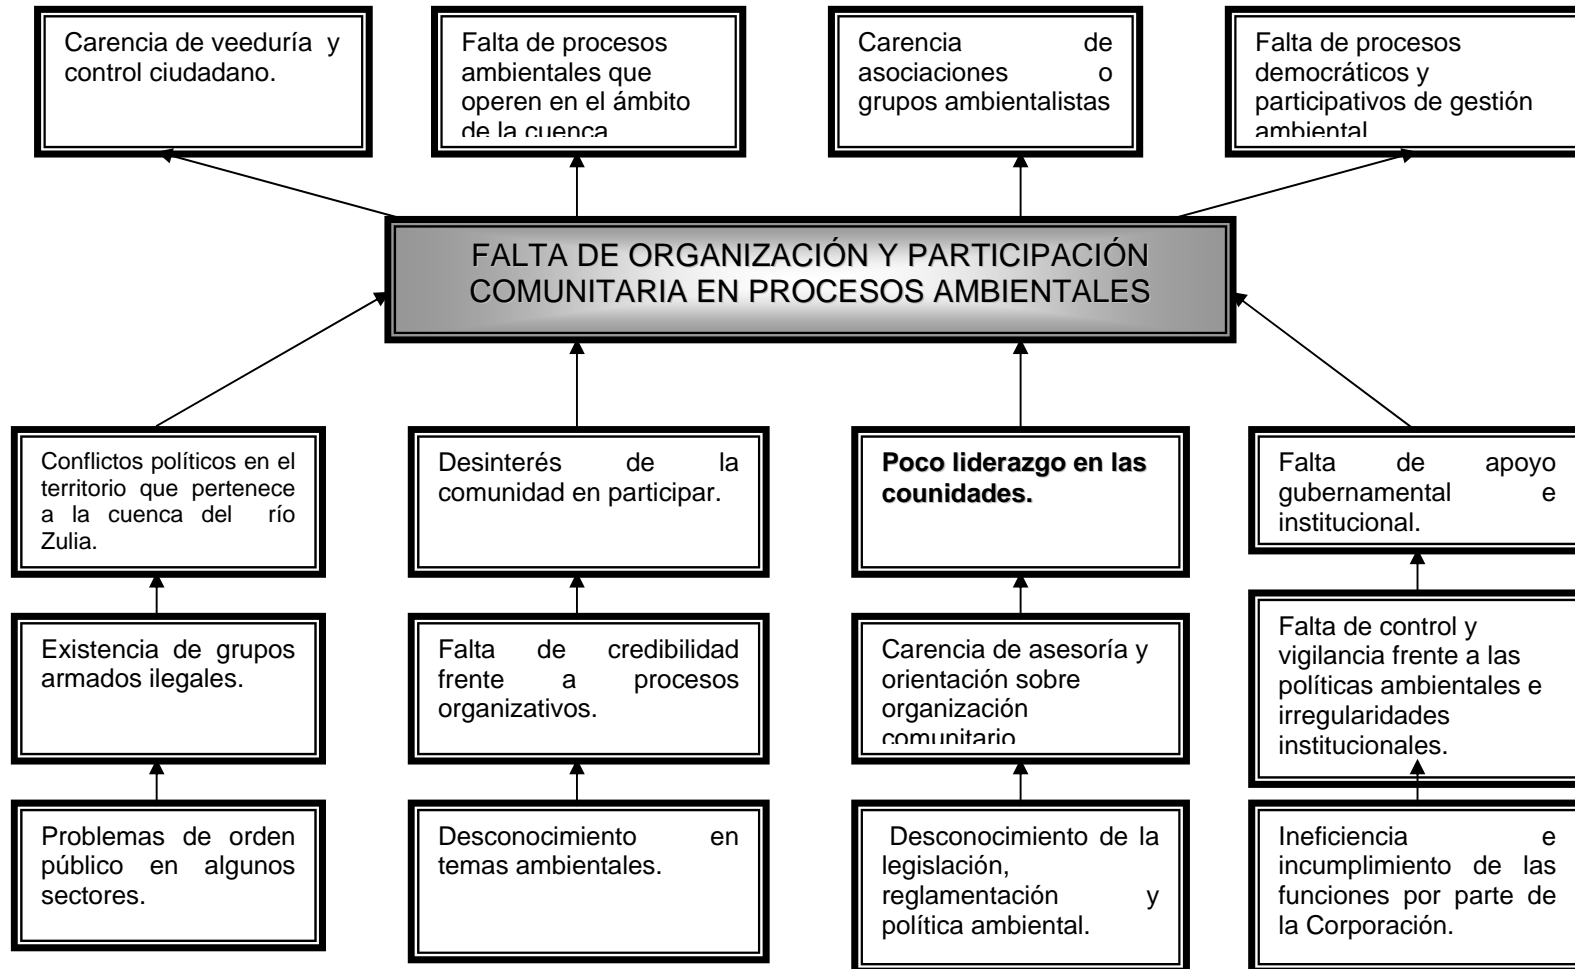 Carencia de veeduría y
control ciudadano.
Falta de procesos
ambientales que
operen en el ámbito
de la cuenca
Carencia de
asociaciones o
grupos ambientalistas
Falta de procesos
democráticos y
participativos de gestión
ambiental
FALTA DE ORGANIZACIÓN Y PARTICIPACIÓN
COMUNITARIA EN PROCESOS AMBIENTALES
Conflictos políticos en el
territorio que pertenece
a la cuenca del río
Zulia.
Desinterés de la
comunidad en participar.
Poco liderazgo en las
counidades.
Falta de apoyo
gubernamental e
institucional.
Existencia de grupos
armados ilegales.
Falta de credibilidad
frente a procesos
organizativos.
Carencia de asesoría y
orientación sobre
organización
comunitario
Falta de control y
vigilancia frente a las
políticas ambientales e
irregularidades
institucionales.
Problemas de orden
público en algunos
sectores.
Desconocimiento en
temas ambientales.
Desconocimiento de la
legislación,
reglamentación y
política ambiental.
Ineficiencia e
incumplimiento de las
funciones por parte de
la Corporación.